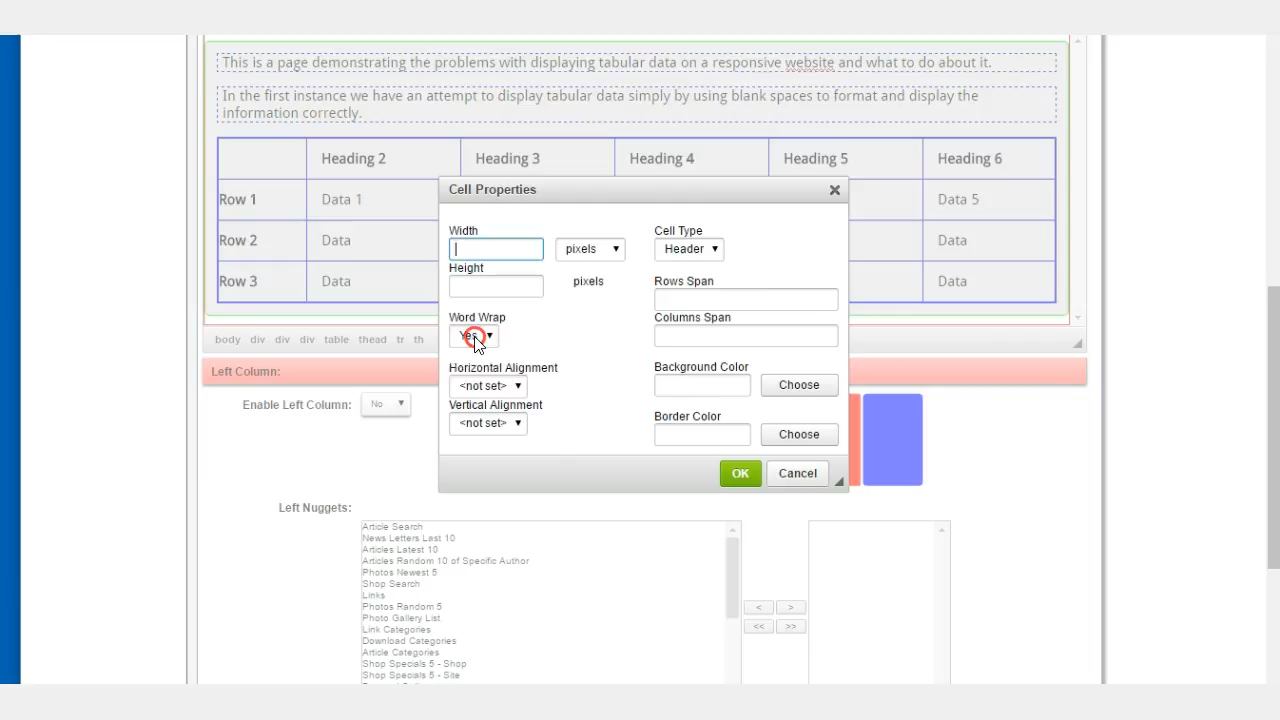 This is a page demonstrating the problems with displaying tabular data on a responsive website and what to do about it.
In the first instance we have an attempt to display tabular data simply by using blank spaces to format and display the
information correctly.
Heading 2 Heading 3 Heading 4 Heading 5 Heading 6
Row 1 Data 1 Data 5
Row 2 Data Data
Row 3 Data Data
Cell Properties
Width Cell Type
pixels Header
Height
pixels Rows Span
Word Wrap Columns Span
Yes
Horizontal Alignment Background Color
<not set> Choose
Vertical Alignment Border Color
<not set> Choose
OK Cancel
body div div div table thead tr th
Left Column:
Enable Left Column: No
Left Nuggets:
Article Search
News Letters Last 10
Articles Latest 10
Articles Random 10 of Specific Author
Photos Newest 5
Shop Search
Links
Photos Random 5
Photo Gallery List
Link Categories
Download Categories
Article Categories
Shop Specials 5 - Shop
Shop Specials 5 - Site
< >
<< >>